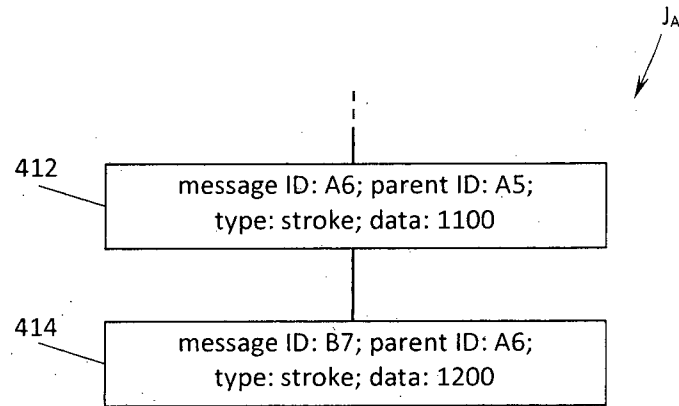 J_A
412
message ID: A6; parent ID: A5;
type: stroke; data: 1100
414
message ID: B7; parent ID: A6;
type: stroke; data: 1200